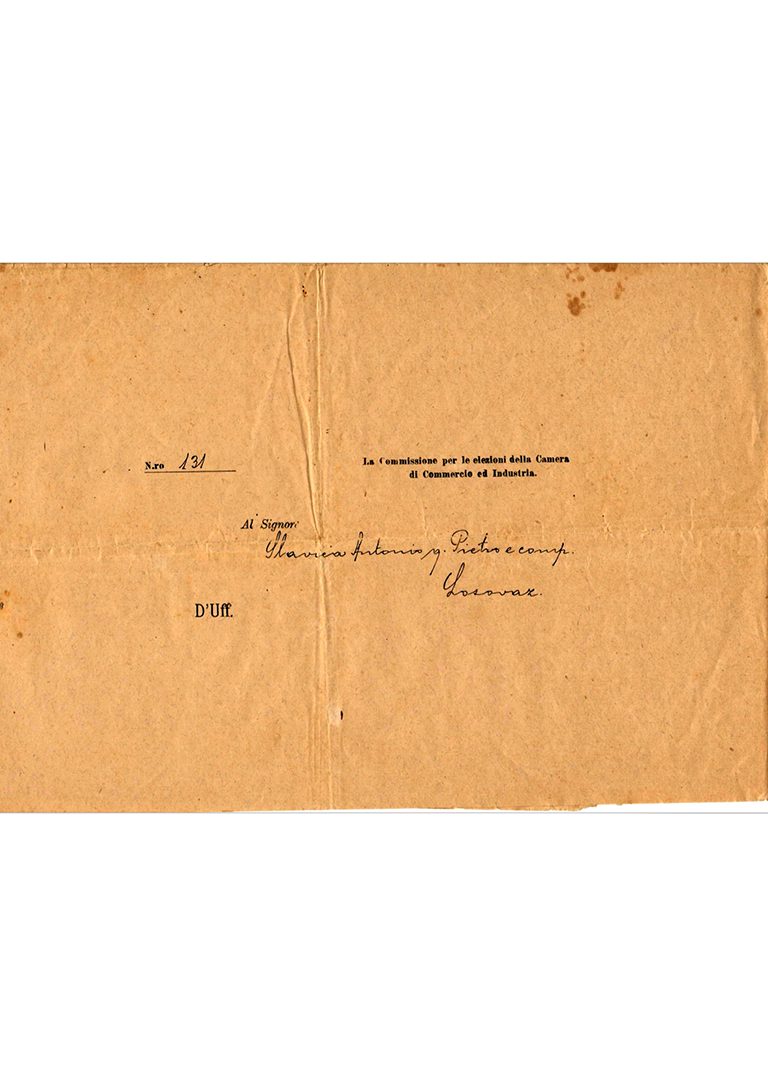 La Commissione per le elezioni della Camera
di Commercio ed Industria.
N.ro 131
Al Signor:
Slavica Antonio q. Pietro e comp.
Losovaz.
D'Uff.